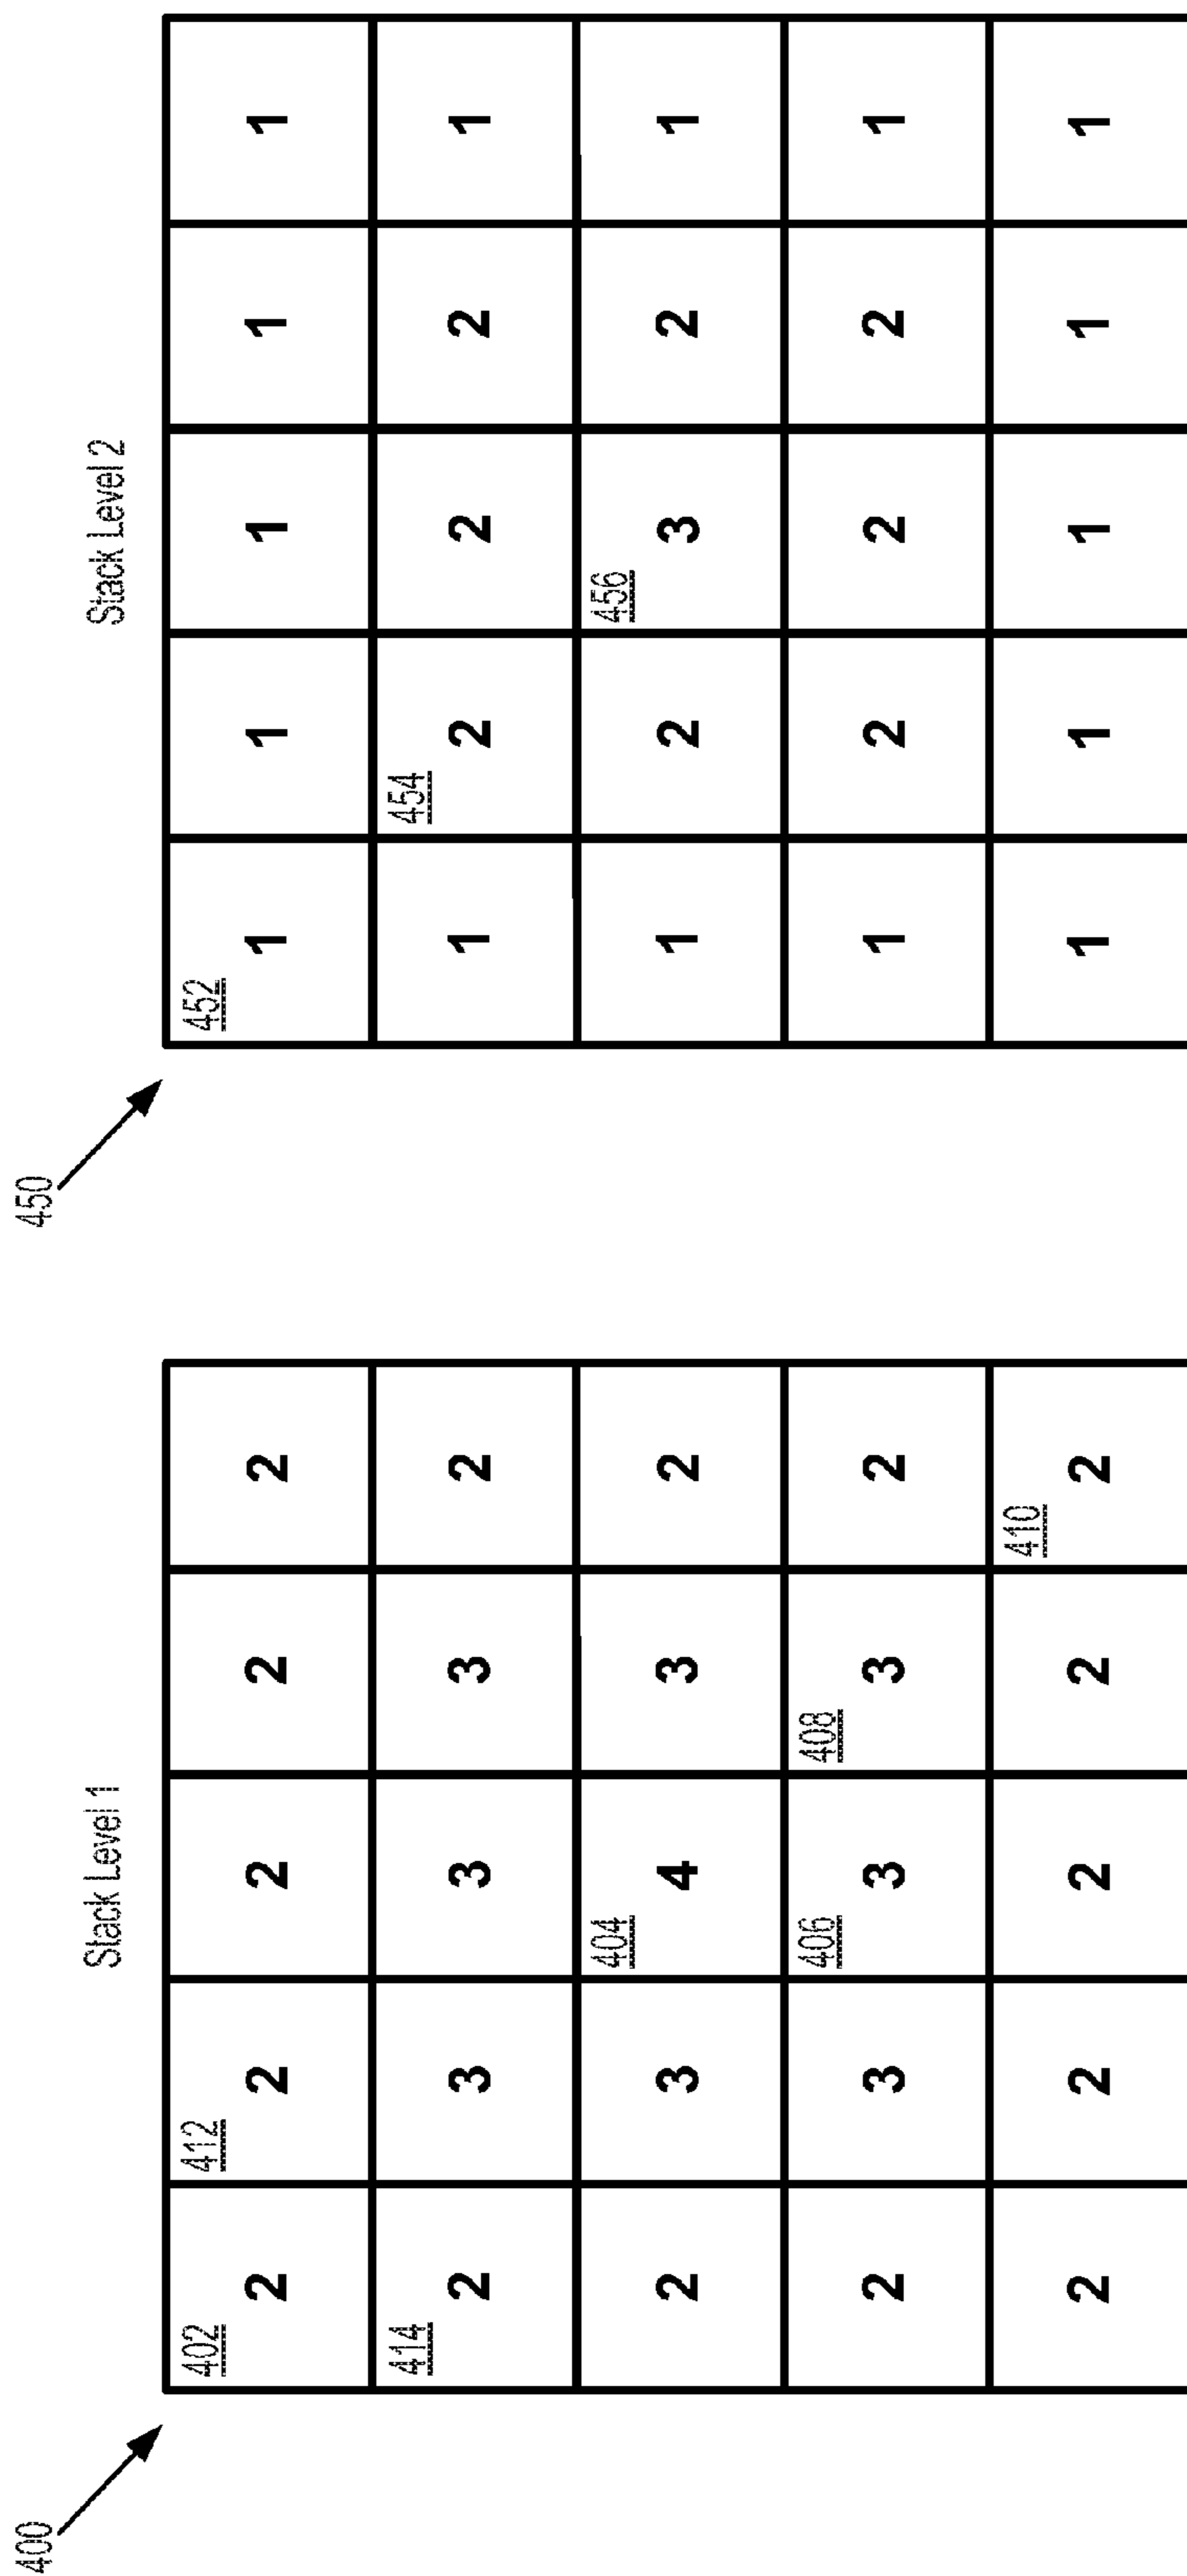 400
Stack Level 1
402 412
2 2 2 2 2
414
2 3 3 3 2
404
2 3 4 3 2
406 408
2 3 3 3 2
410
2 2 2 2 2
450
Stack Level 2
452
1 1 1 1 1
454
1 2 2 2 1
456
1 2 3 2 1
1 2 2 2 1
1 1 1 1 1